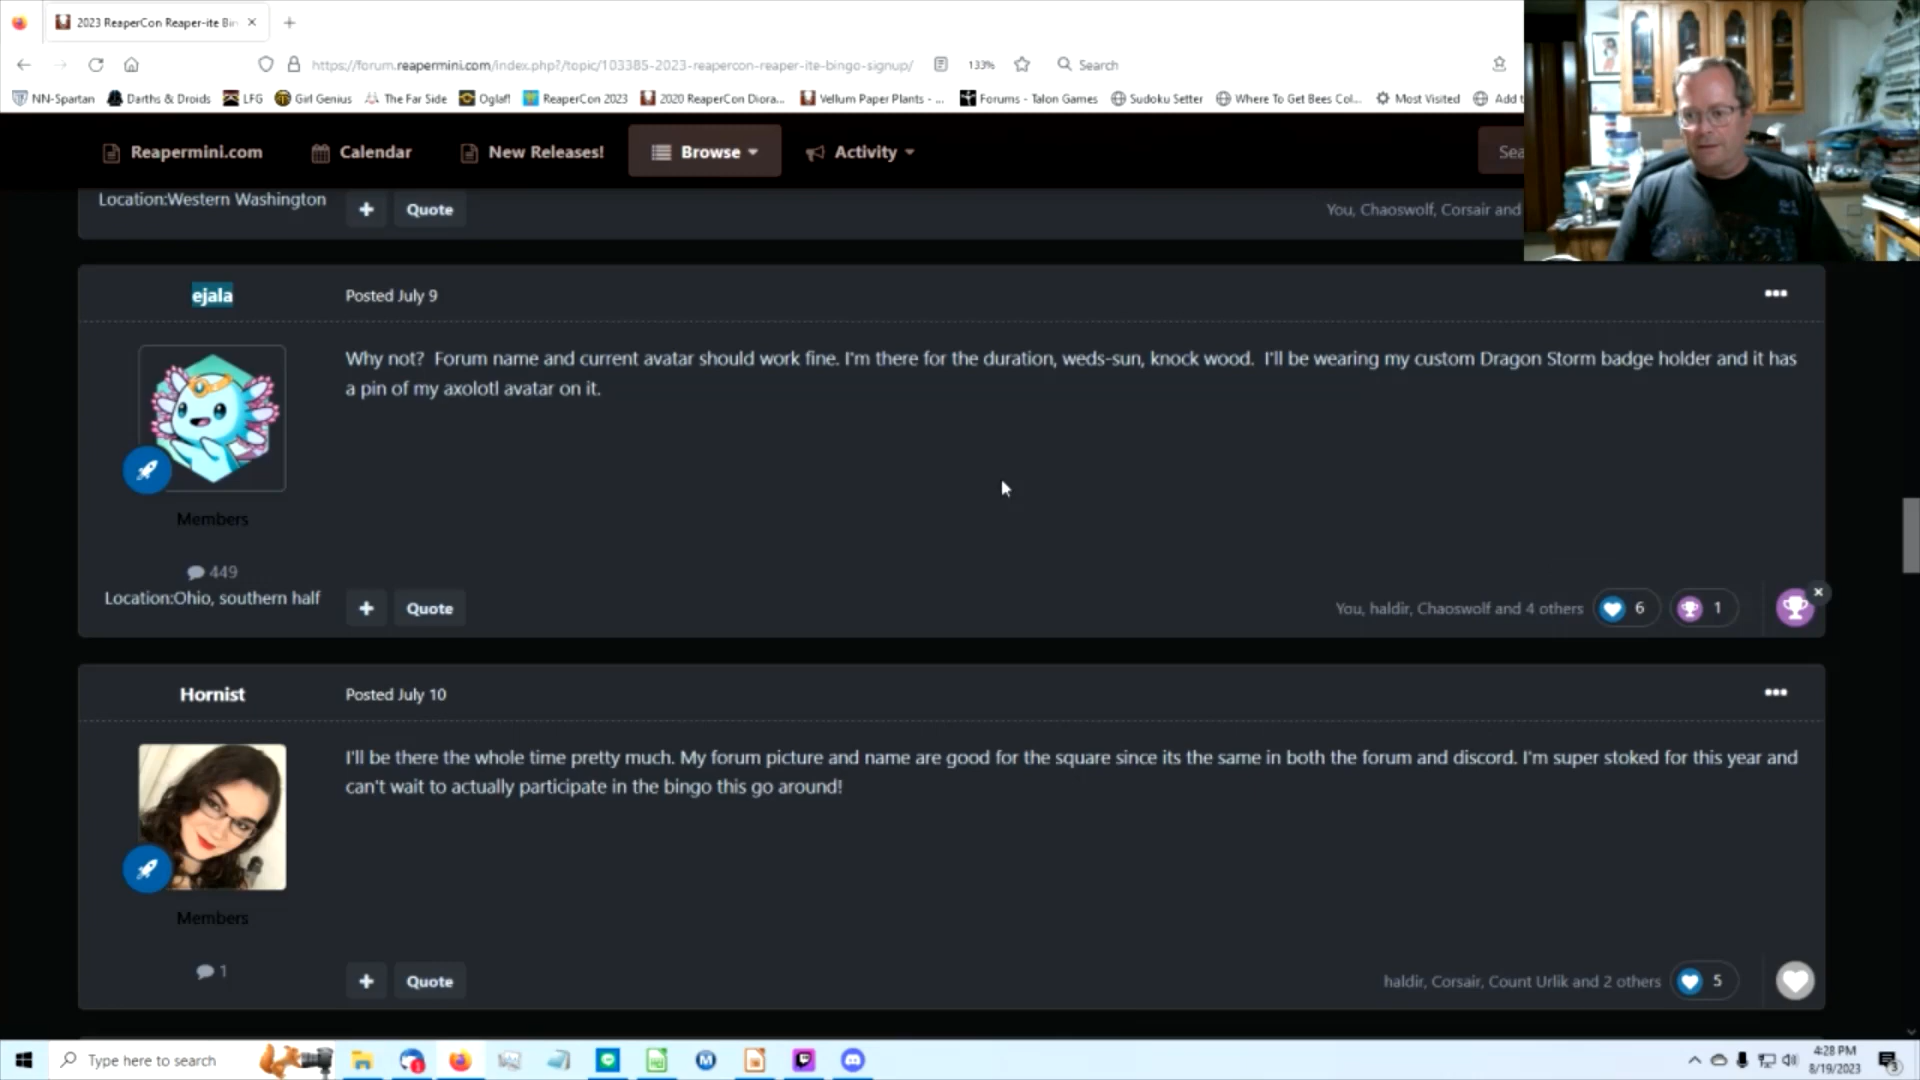 2023 ReaperCon Reaper-ite Bin
https://forum.reapermini.com/index.php?/topic/103385-2023-reapercon-reaper-ite-bingo-signup/
133%
Search
NN-Spartan
Darths & Droids
LFG
Girl Genius
The Far Side
Oglaf!
ReaperCon 2023
2020 ReaperCon Diora...
Vellum Paper Plants - ...
Forums - Talon Games
Sudoku Setter
Where To Get Bees Col...
Most Visited
Add t
Reapermini.com
Calendar
New Releases!
Browse
Activity
Sea
Location:Western Washington
+ Quote
You, Chaoswolf, Corsair and
ejala
Posted July 9
Why not? Forum name and current avatar should work fine. I'm there for the duration, weds-sun, knock wood. I'll be wearing my custom Dragon Storm badge holder and it has
a pin of my axolotl avatar on it.
Members
449
Location:Ohio, southern half
+ Quote
You, haldir, Chaoswolf and 4 others
6
1
Hornist
Posted July 10
I'll be there the whole time pretty much. My forum picture and name are good for the square since its the same in both the forum and discord. I'm super stoked for this year and
can't wait to actually participate in the bingo this go around!
Members
1
+ Quote
haldir, Corsair, Count Urlik and 2 others
5
Type here to search
4:28 PM
8/19/2023
3